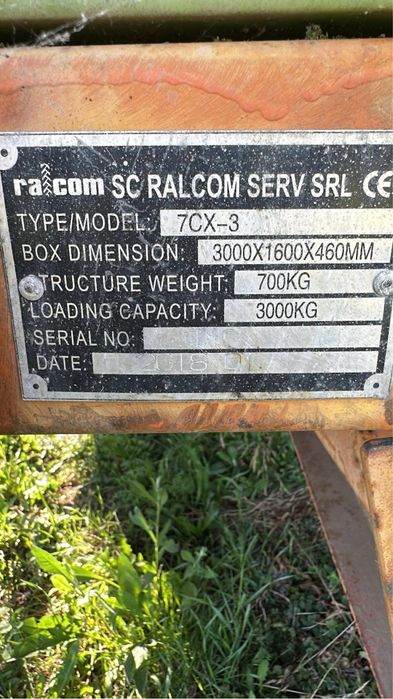 ralcom SC RALCOM SERV SRL CE
TYPE/MODEL: 7CX-3
BOX DIMENSION: 3000X1600X460MM
TRUCTURE WEIGHT: 700KG
LOADING CAPACITY: 3000KG
SERIAL NO:
DATE: 2018